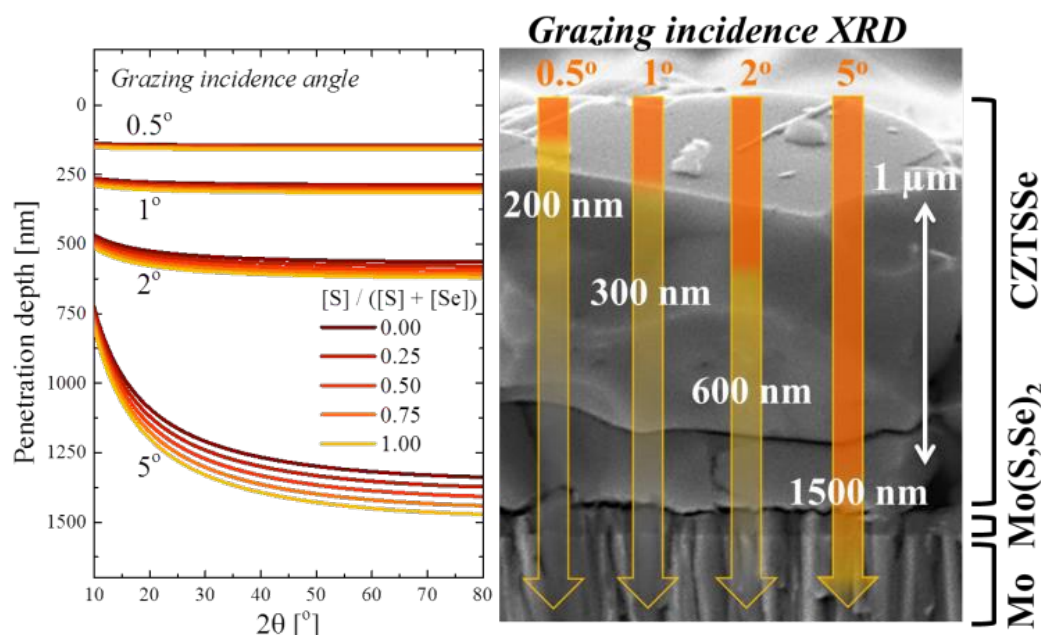 Grazing incidence angle
0
250
500
750
1000
1250
1500
Penetration depth [nm]
0.5°
1°
2°
5°
[S] / ([S] + [Se])
0.00
0.25
0.50
0.75
1.00
10 20 30 40 50 60 70 80
2θ [°]
Grazing incidence XRD
0.5° 1° 2° 5°
200 nm
300 nm
600 nm
1500 nm
1 μm
CZTSSe
Mo(S,Se)₂
Mo